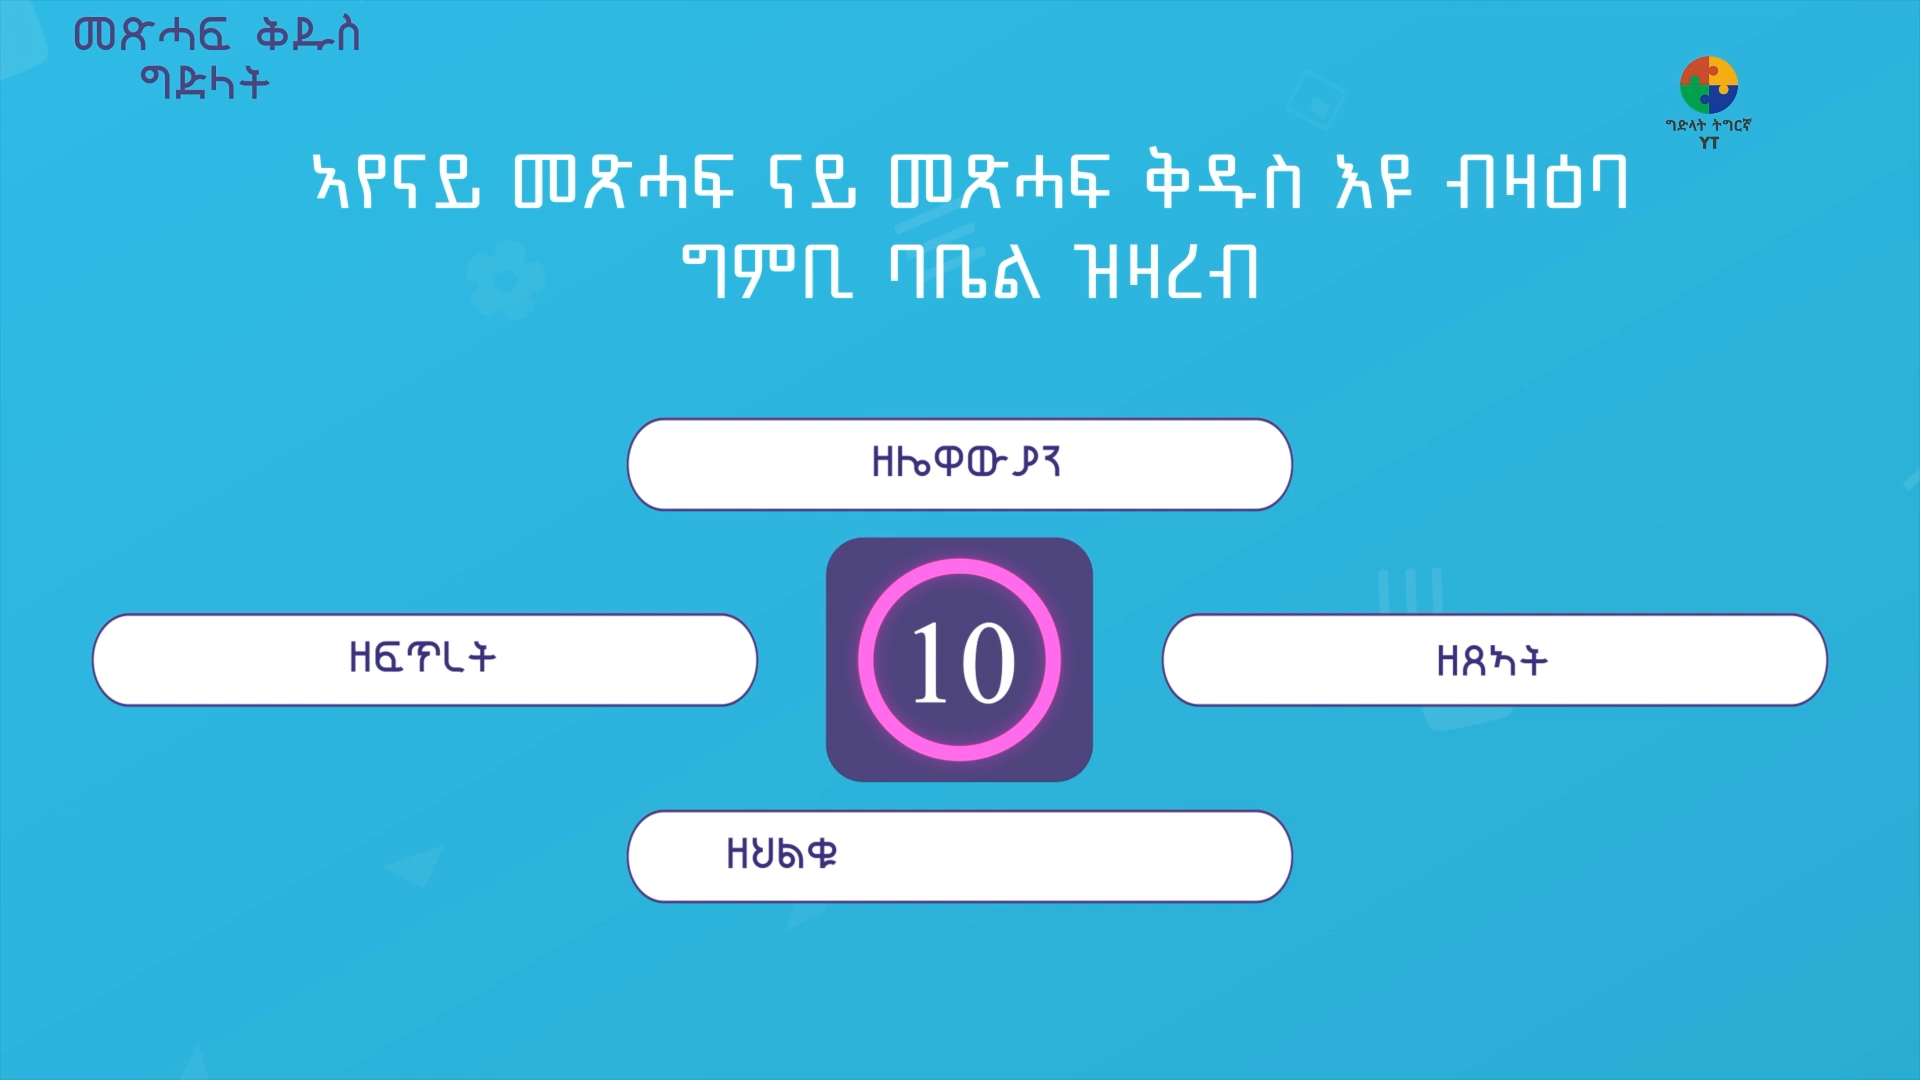 መጽሓፍ ቅዱስ
ግድላት
ግድላት ትግርኛ
YT
ኣየናይ መጽሓፍ ናይ መጽሓፍ ቅዱስ እዩ ብዛዕባ
ግምቢ ባቤል ዝዛረብ
ዘሌዋውያን
ዘፍጥረት
10
ዘጸኣት
ዘህልቁ